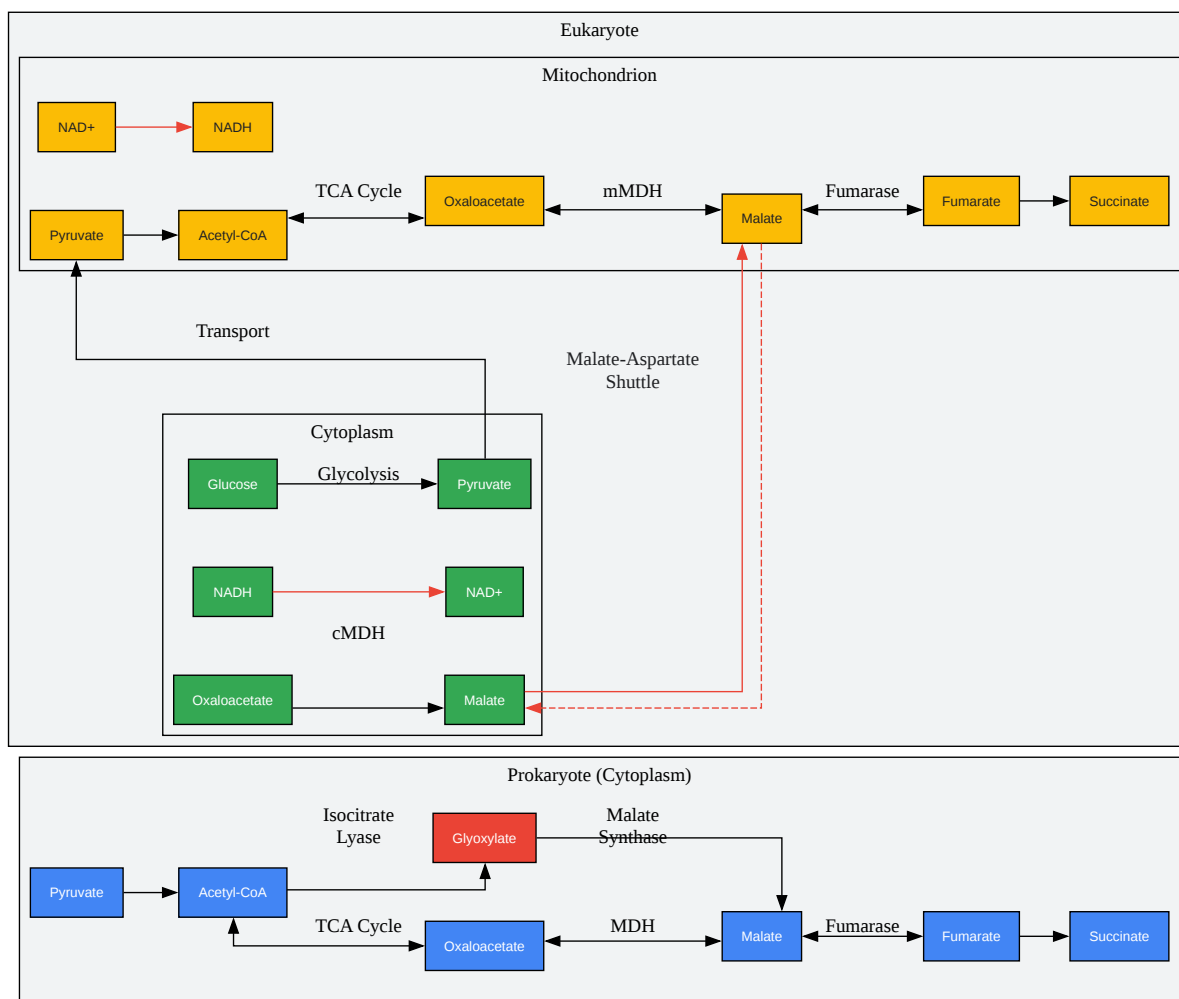 Eukaryote
Mitochondrion
NAD+
NADH
TCA Cycle
Oxaloacetate
mMDH
Malate
Fumarase
Fumarate
Succinate
Pyruvate
Acetyl-CoA
Transport
Malate-Aspartate
Shuttle
Cytoplasm
Glucose
Glycolysis
Pyruvate
NADH
NAD+
cMDH
Oxaloacetate
Malate
Prokaryote (Cytoplasm)
Isocitrate
Lyase
Glyoxylate
Malate
Synthase
Pyruvate
Acetyl-CoA
TCA Cycle
Oxaloacetate
MDH
Malate
Fumarase
Fumarate
Succinate